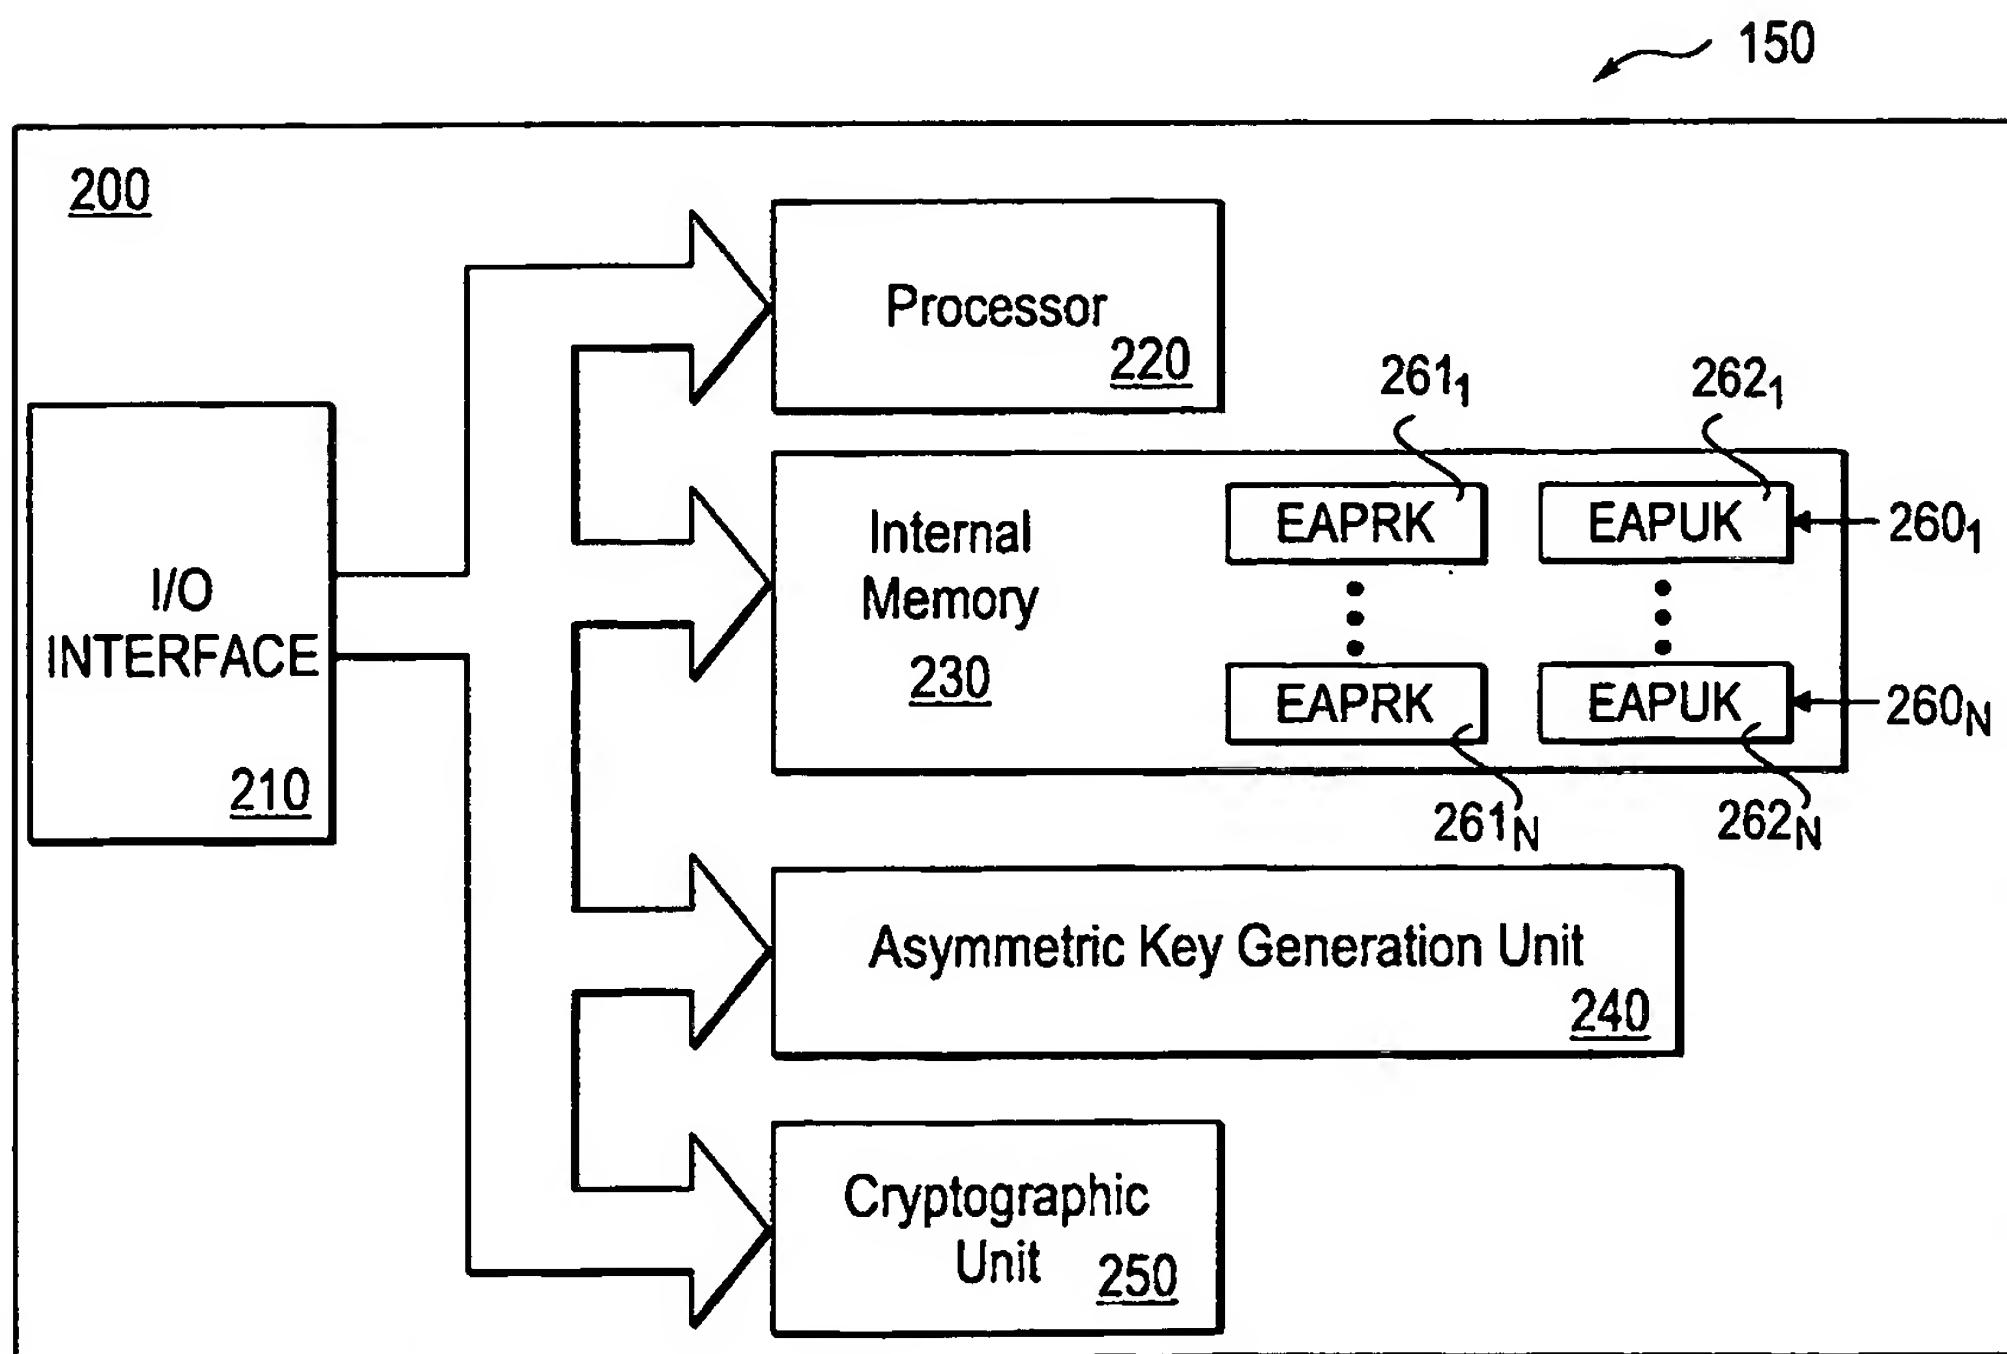 150
200
Processor
220
261₁
262₁
I/O
INTERFACE
210
Internal
Memory
230
EAPRK
EAPUK
260₁
EAPRK
EAPUK
260N
261N
262N
Asymmetric Key Generation Unit
240
Cryptographic
Unit
250